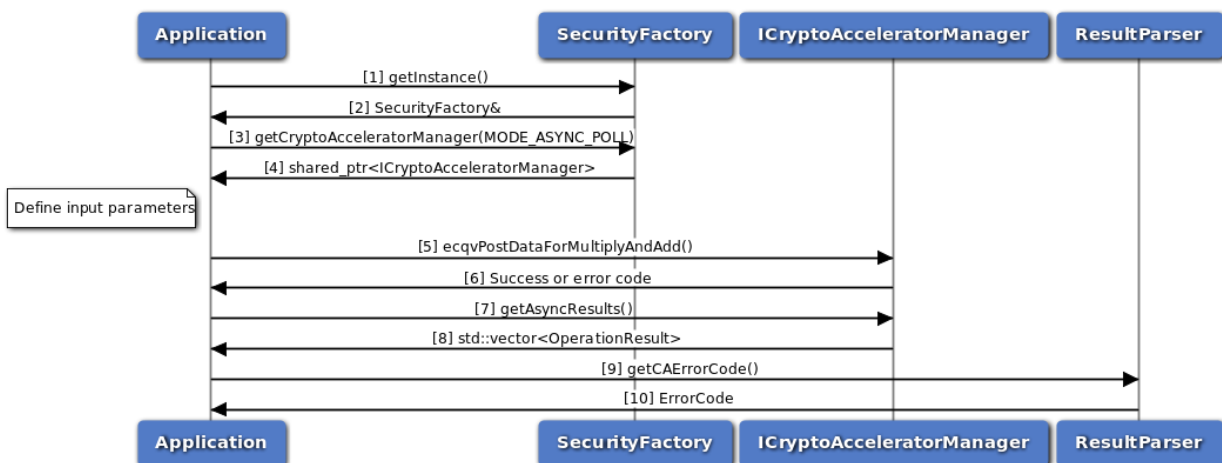 Application SecurityFactory ICryptoAcceleratorManager ResultParser
[1] getInstance()
[2] SecurityFactory&
[3] getCryptoAcceleratorManager(MODE_ASYNC_POLL)
[4] shared_ptr<ICryptoAcceleratorManager>
Define input parameters
[5] ecqvPostDataForMultiplyAndAdd()
[6] Success or error code
[7] getAsyncResults()
[8] std::vector<OperationResult>
[9] getCAErrorCode()
[10] ErrorCode
Application SecurityFactory ICryptoAcceleratorManager ResultParser